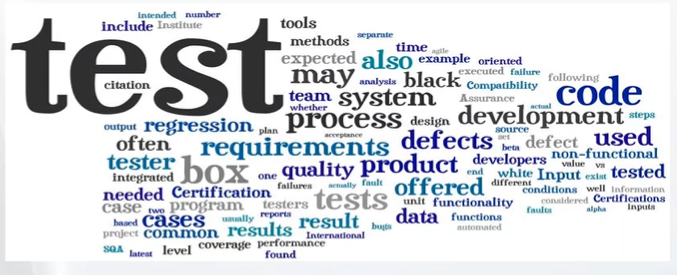 intended number
include Institute
tools
test
methods separate
time agile
expected also example oriented
may analysis black executed failure following
citation
team system Compatibility
Assurance code
whether actual
process design development steps
output regression plan
acceptance source
often requirements defects set defect used
beta
tester box one quality product developers non-functional
value vs
integrated end white Input exist tested
needed Certification failures actually fault offered different conditions well Information
case two program testers tests unit functionality considered Certifications
based cases usually reports result data functions faults alpha inputs
project common results International bugs automated
SQA latest level coverage performance
found